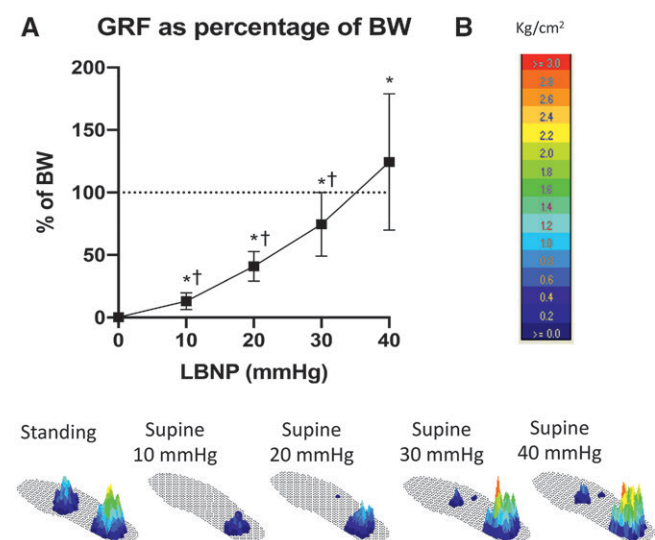 A GRF as percentage of BW
B Kg/cm²
200
150
100
50
0
% of BW
*†
*†
*†
*
0 10 20 30 40
LBNP (mmHg)
>= 3.0
2.8
2.6
2.4
2.2
2.0
1.8
1.6
1.4
1.2
1.0
0.8
0.6
0.4
0.2
>= 0.0
Standing
Supine
10 mmHg
Supine
20 mmHg
Supine
30 mmHg
Supine
40 mmHg